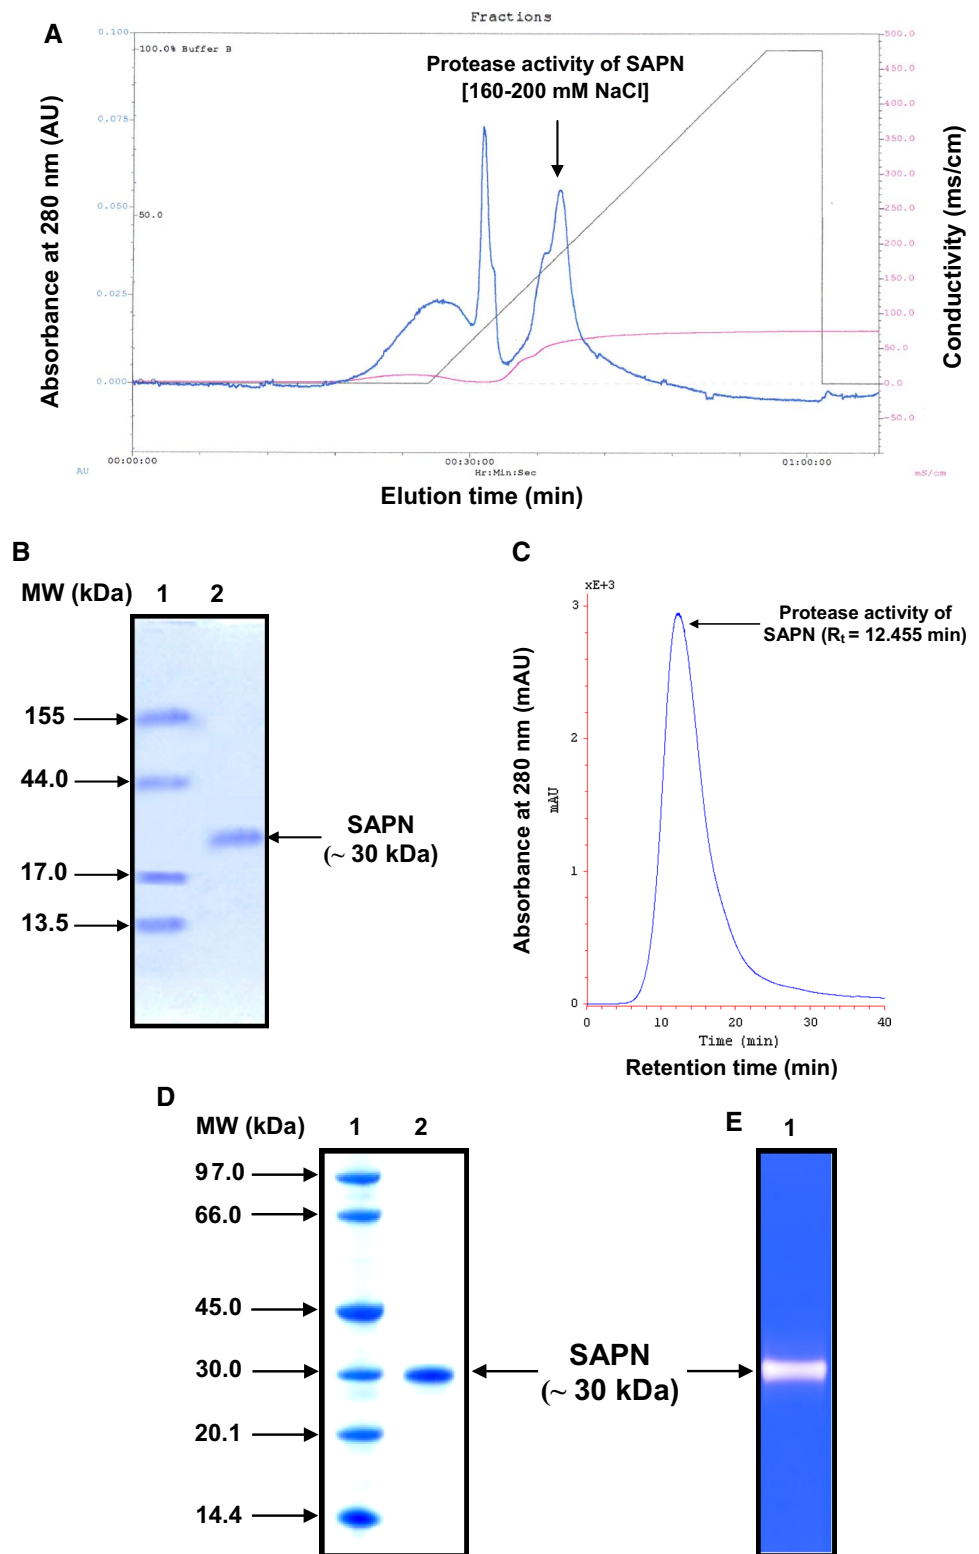 A
Fractions
0.100
100.0% Buffer B
500.0
Protease activity of SAPN
[160-200 mM NaCl]
450.0
400.0
0.075
350.0
300.0
0.050
50.0
250.0
200.0
0.025
150.0
100.0
50.0
0.000
0.0
0.0
-50.0
Absorbance at 280 nm (AU)
Conductivity (ms/cm)
AU
00:00:00
00:30:00
01:00:00
Hr:Min:Sec
mS/cm
Elution time (min)
B
MW (kDa) 1 2
155
44.0
17.0
13.5
SAPN
(~ 30 kDa)
C
xE+3
3
2
1
0
mAU
Absorbance at 280 nm (mAU)
Protease activity of
SAPN (Rt = 12.455 min)
0 10 20 30 40
Time (min)
Retention time (min)
D
MW (kDa) 1 2
97.0
66.0
45.0
30.0
20.1
14.4
SAPN
(~ 30 kDa)
E
1